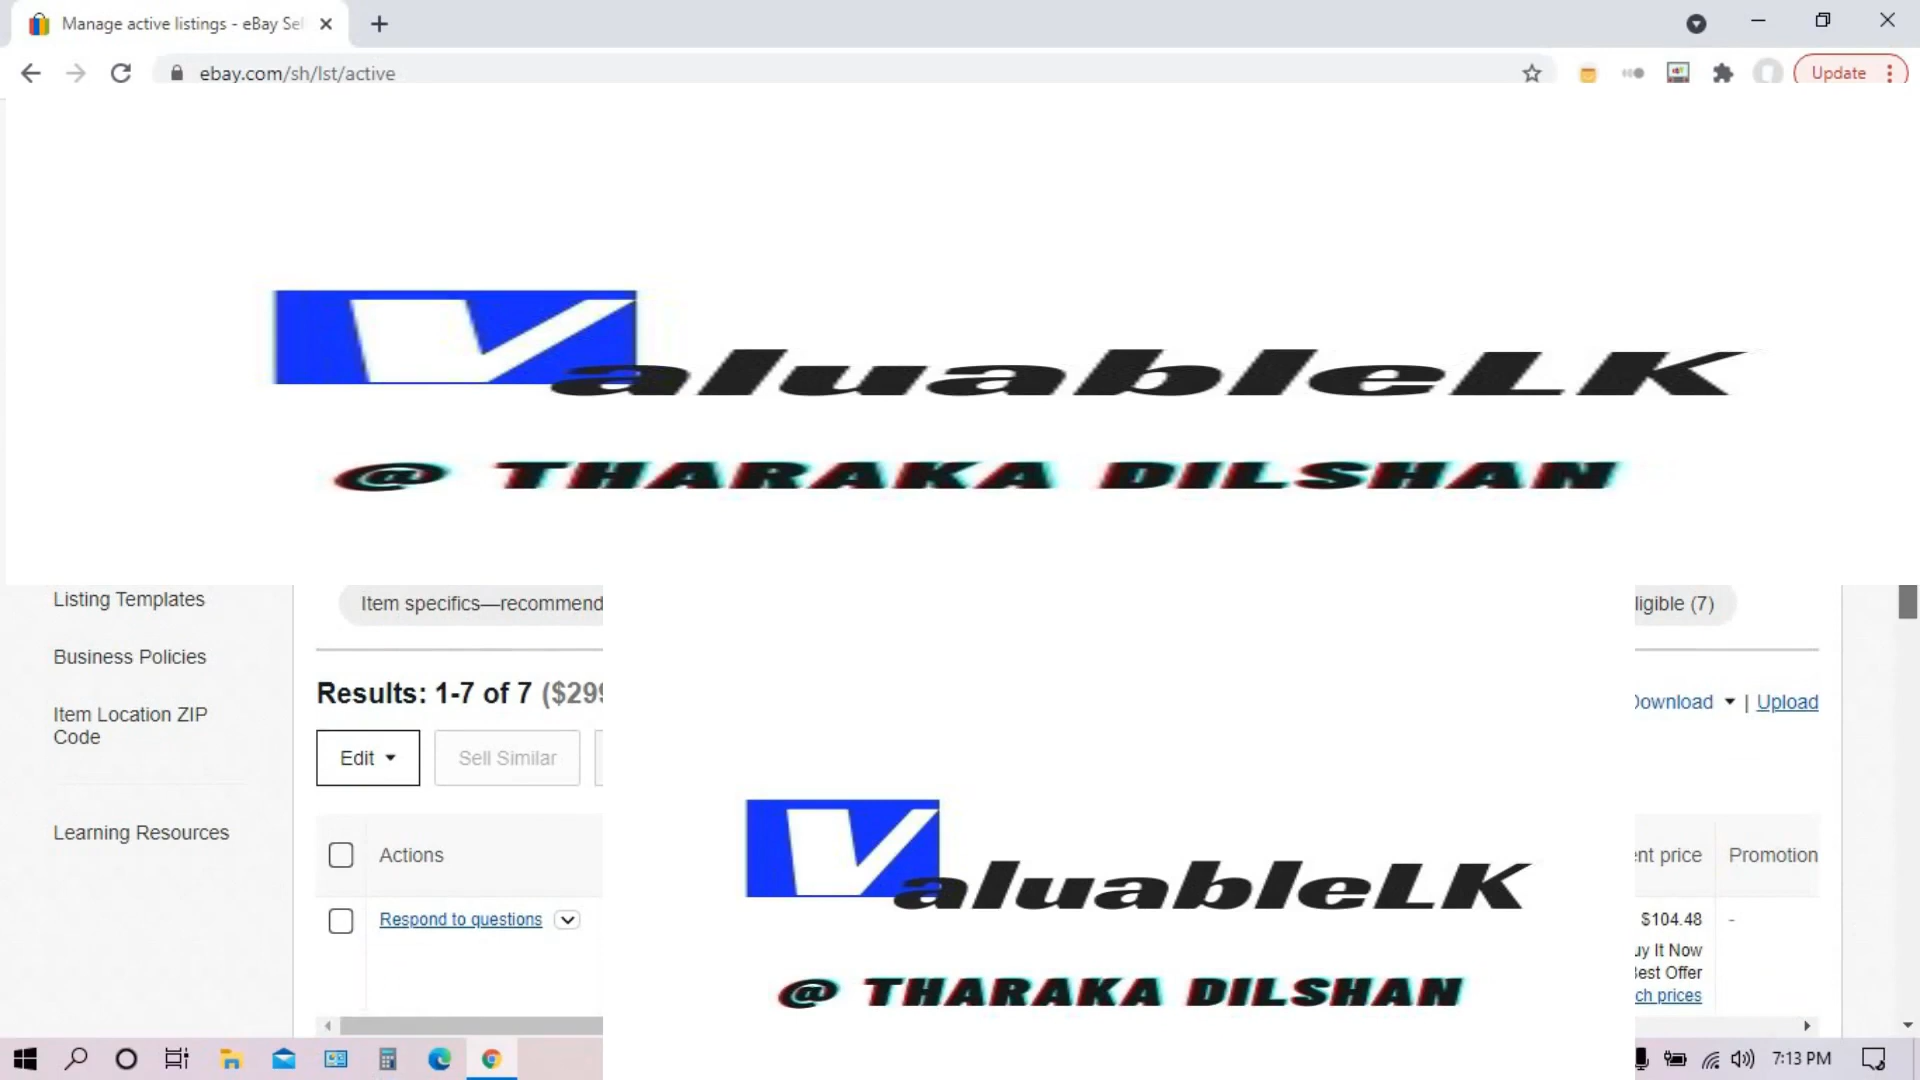 Manage active listings - eBay Sel
ebay.com/sh/lst/active
Update
ValuableLK
@ THARAKA DILSHAN
Listing Templates
Item specifics—recommend
ligible (7)
Business Policies
Results: 1-7 of 7 ($299
Download | Upload
Item Location ZIP
Code
Edit
Sell Similar
Learning Resources
Actions
nt price
Promotion
Respond to questions
$104.48
-
uy It Now
Best Offer
ch prices
ValuableLK
@ THARAKA DILSHAN
7:13 PM